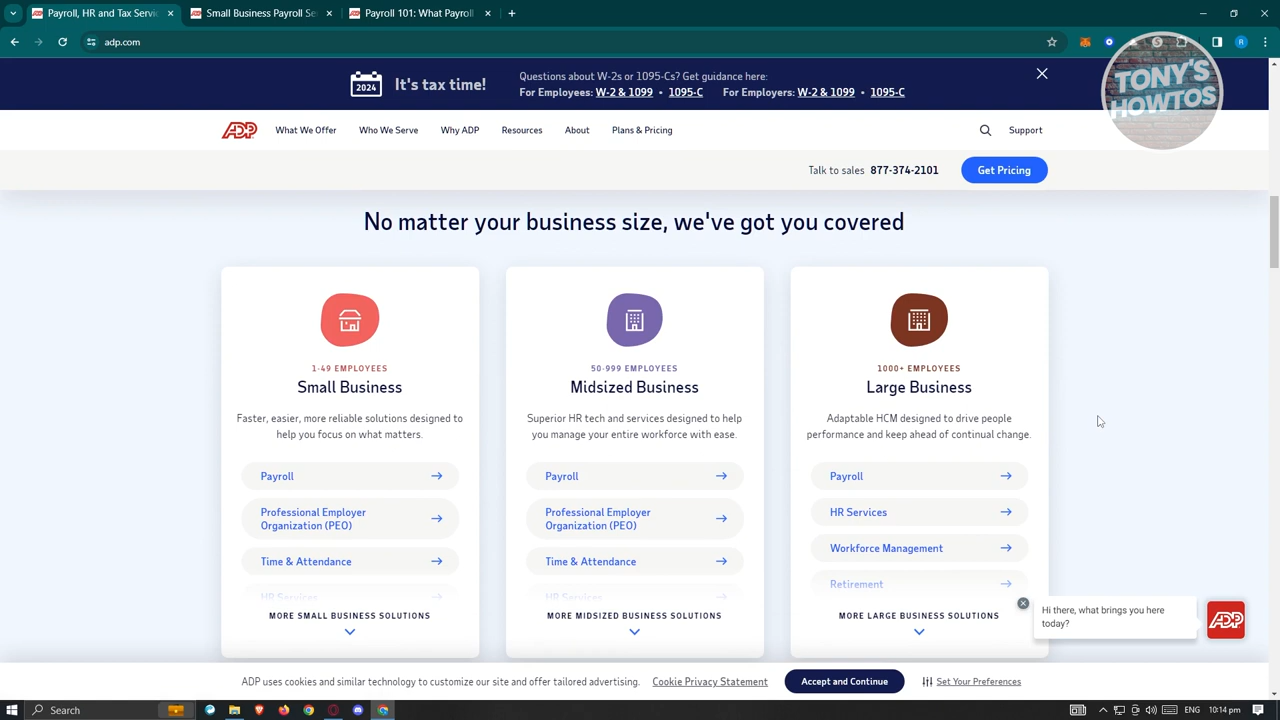 Payroll, HR and Tax Servic
Small Business Payroll Se
Payroll 101: What Payroll
adp.com
R
TONY'S
HOWTOS
2024
It's tax time!
Questions about W-2s or 1095-Cs? Get guidance here:
For Employees: W-2 & 1099 • 1095-C For Employers: W-2 & 1099 • 1095-C
ADP
What We Offer
Who We Serve
Why ADP
Resources
About
Plans & Pricing
Support
Talk to sales 877-374-2101
Get Pricing
No matter your business size, we've got you covered
1-49 EMPLOYEES
Small Business
Faster, easier, more reliable solutions designed to
help you focus on what matters.
Payroll
Professional Employer
Organization (PEO)
Time & Attendance
HR Services
MORE SMALL BUSINESS SOLUTIONS
50-999 EMPLOYEES
Midsized Business
Superior HR tech and services designed to help
you manage your entire workforce with ease.
Payroll
Professional Employer
Organization (PEO)
Time & Attendance
HR Services
MORE MIDSIZED BUSINESS SOLUTIONS
1000+ EMPLOYEES
Large Business
Adaptable HCM designed to drive people
performance and keep ahead of continual change.
Payroll
HR Services
Workforce Management
Retirement
MORE LARGE BUSINESS SOLUTIONS
Hi there, what brings you here
today?
ADP
ADP uses cookies and similar technology to customize our site and offer tailored advertising.
Cookie Privacy Statement
Accept and Continue
Set Your Preferences
Search
10:14 pm